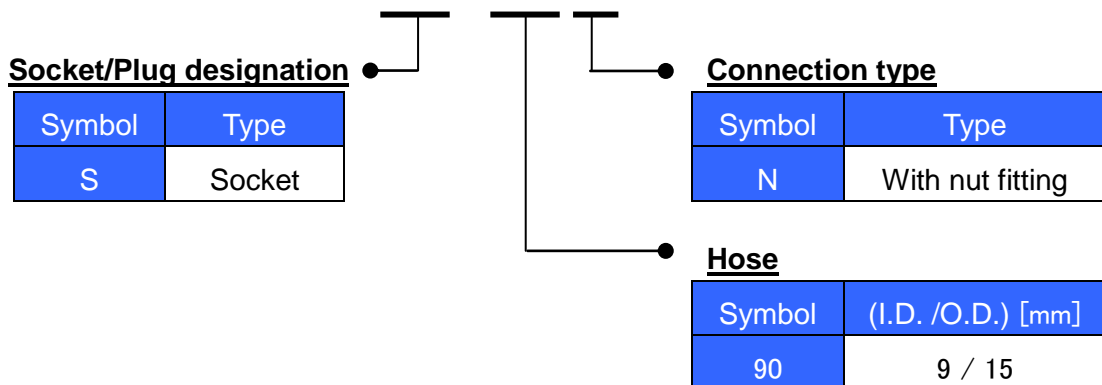 Socket/Plug designation
Symbol Type
S Socket
Connection type
Symbol Type
N With nut fitting
Hose
Symbol (I.D. /O.D.) [mm]
90 9 / 15